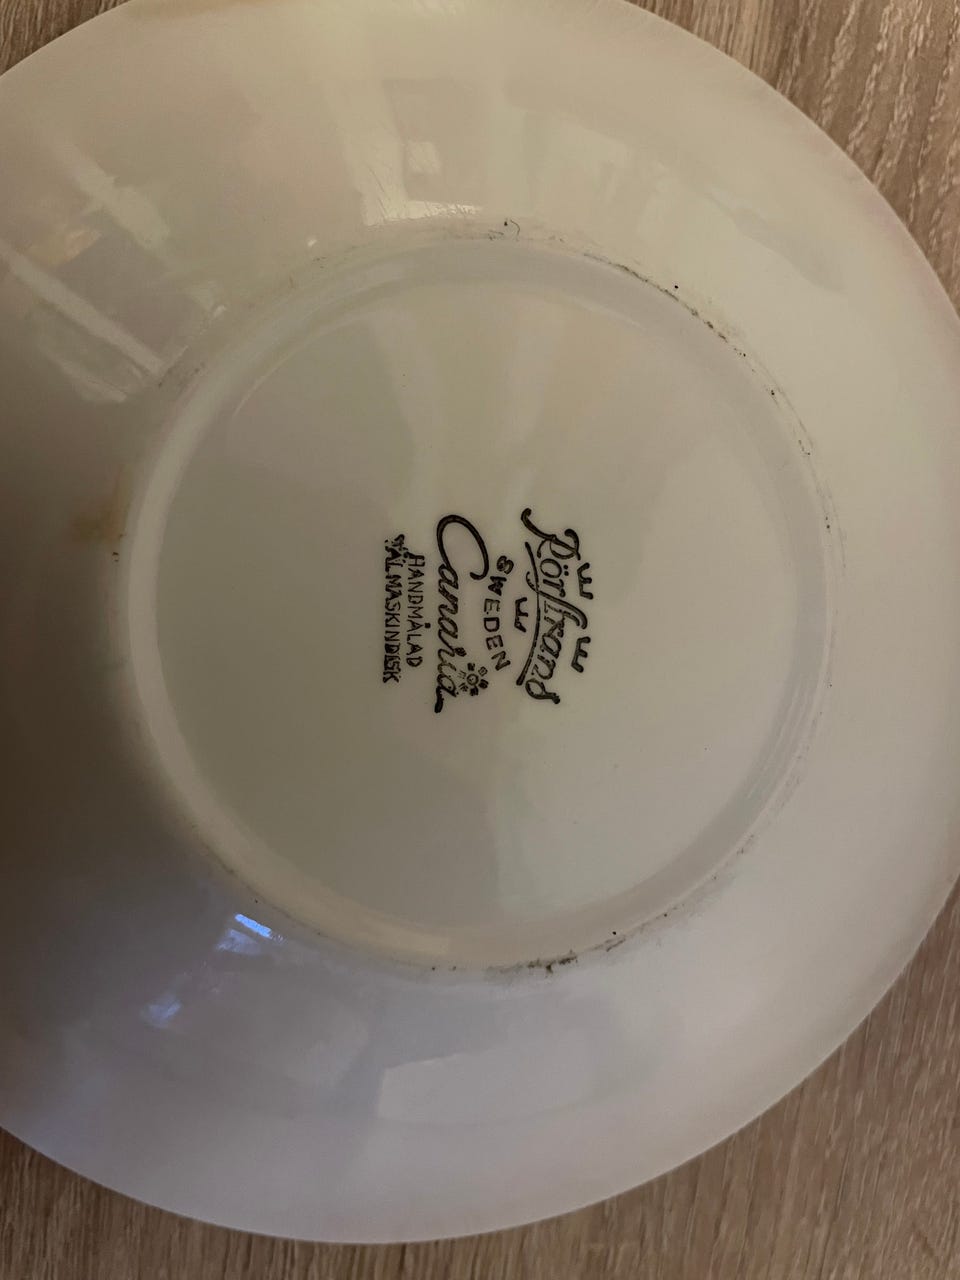 Rörstrand
SWEDEN
Canaria
HANDMÅLAD
TÅL MASKINDISK